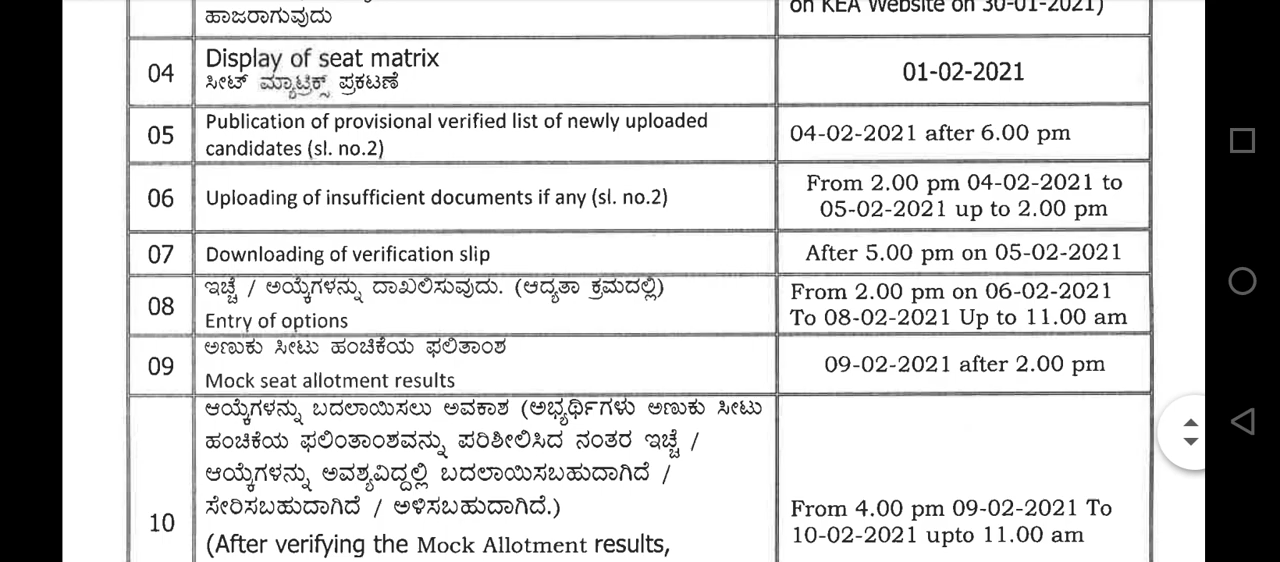 ಹಾಜರಾಗುವುದು
on KEA Website on 30-01-2021)
04
Display of seat matrix
ಸೀಟ್ ಮ್ಯಾಟ್ರಿಕ್ಸ್ ಪ್ರಕಟಣೆ
01-02-2021
05
Publication of provisional verified list of newly uploaded
candidates (sl. no.2)
04-02-2021 after 6.00 pm
06
Uploading of insufficient documents if any (sl. no.2)
From 2.00 pm 04-02-2021 to
05-02-2021 up to 2.00 pm
07
Downloading of verification slip
After 5.00 pm on 05-02-2021
08
ಇಚ್ಛೆ / ಅಯ್ಕೆಗಳನ್ನು ದಾಖಲಿಸುವುದು. (ಆದ್ಯತಾ ಕ್ರಮದಲ್ಲಿ)
Entry of options
From 2.00 pm on 06-02-2021
To 08-02-2021 Up to 11.00 am
09
ಅಣುಕು ಸೀಟು ಹಂಚಿಕೆಯ ಫಲಿತಾಂಶ
Mock seat allotment results
09-02-2021 after 2.00 pm
10
ಆಯ್ಕೆಗಳನ್ನು ಬದಲಾಯಿಸಲು ಅವಕಾಶ (ಅಭ್ಯರ್ಥಿಗಳು ಅಣುಕು ಸೀಟು
ಹಂಚಿಕೆಯ ಫಲಿಂತಾಂಶವನ್ನು ಪರಿಶೀಲಿಸಿದ ನಂತರ ಇಚ್ಛೆ /
ಆಯ್ಕೆಗಳನ್ನು ಅವಶ್ಯವಿದ್ದಲ್ಲಿ ಬದಲಾಯಿಸಬಹುದಾಗಿದೆ /
ಸೇರಿಸಬಹುದಾಗಿದೆ / ಅಳಿಸಬಹುದಾಗಿದೆ.)
(After verifying the Mock Allotment results,
From 4.00 pm 09-02-2021 To
10-02-2021 upto 11.00 am